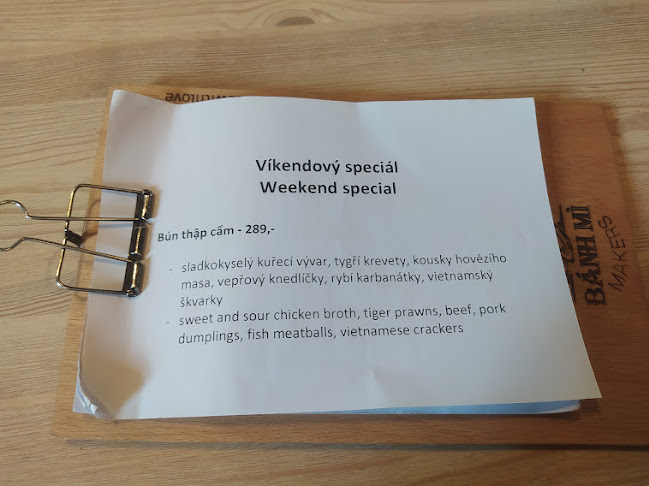 Víkendový speciál
Weekend special
Bún thập cẩm - 289,-
- sladkokyselý kuřecí vývar, tygří krevety, kousky hovězího
masa, vepřový knedlíčky, rybí karbanátky, vietnamský
škvarky
- sweet and sour chicken broth, tiger prawns, beef, pork
dumplings, fish meatballs, vietnamese crackers
BÁNH MÌ
MAKERS